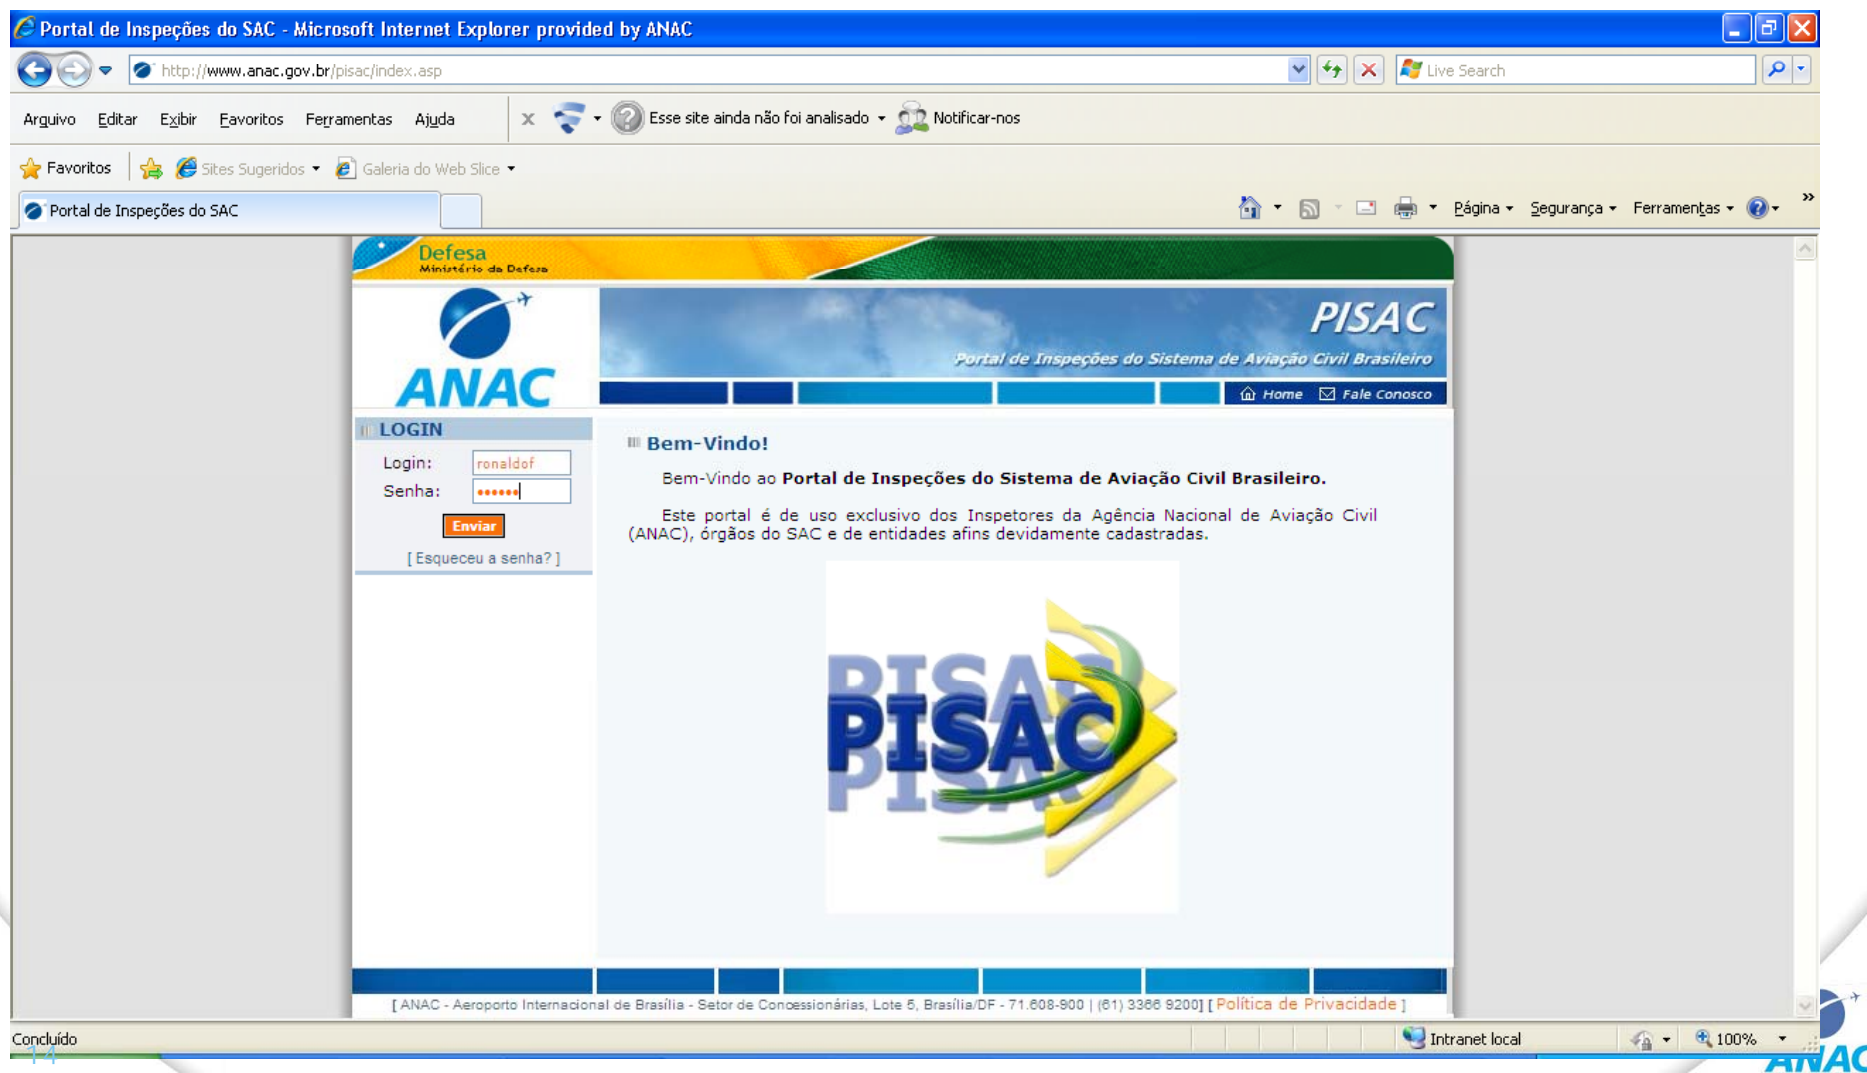 Portal de Inspeções do SAC - Microsoft Internet Explorer provided by ANAC
http://www.anac.gov.br/pisac/index.asp
Live Search
Arquivo Editar Exibir Favoritos Ferramentas Ajuda
x
Esse site ainda não foi analisado
Notificar-nos
Favoritos
Sites Sugeridos
Galeria do Web Slice
Portal de Inspeções do SAC
Página Segurança Ferramentas
Defesa
Ministério da Defesa
ANAC
PISAC
Portal de Inspeções do Sistema de Aviação Civil Brasileiro
Home Fale Conosco
LOGIN
Login: ronaldof
Senha: ••••••
Enviar
[ Esqueceu a senha? ]
Bem-Vindo!
Bem-Vindo ao Portal de Inspeções do Sistema de Aviação Civil Brasileiro.
Este portal é de uso exclusivo dos Inspetores da Agência Nacional de Aviação Civil
(ANAC), órgãos do SAC e de entidades afins devidamente cadastradas.
PISAC
PISAC
PISAC
[ ANAC - Aeroporto Internacional de Brasília - Setor de Concessionárias, Lote 5, Brasília/DF - 71.608-900 | (61) 3366 9200] [ Política de Privacidade ]
Concluído
Intranet local
100%
14
ANAC